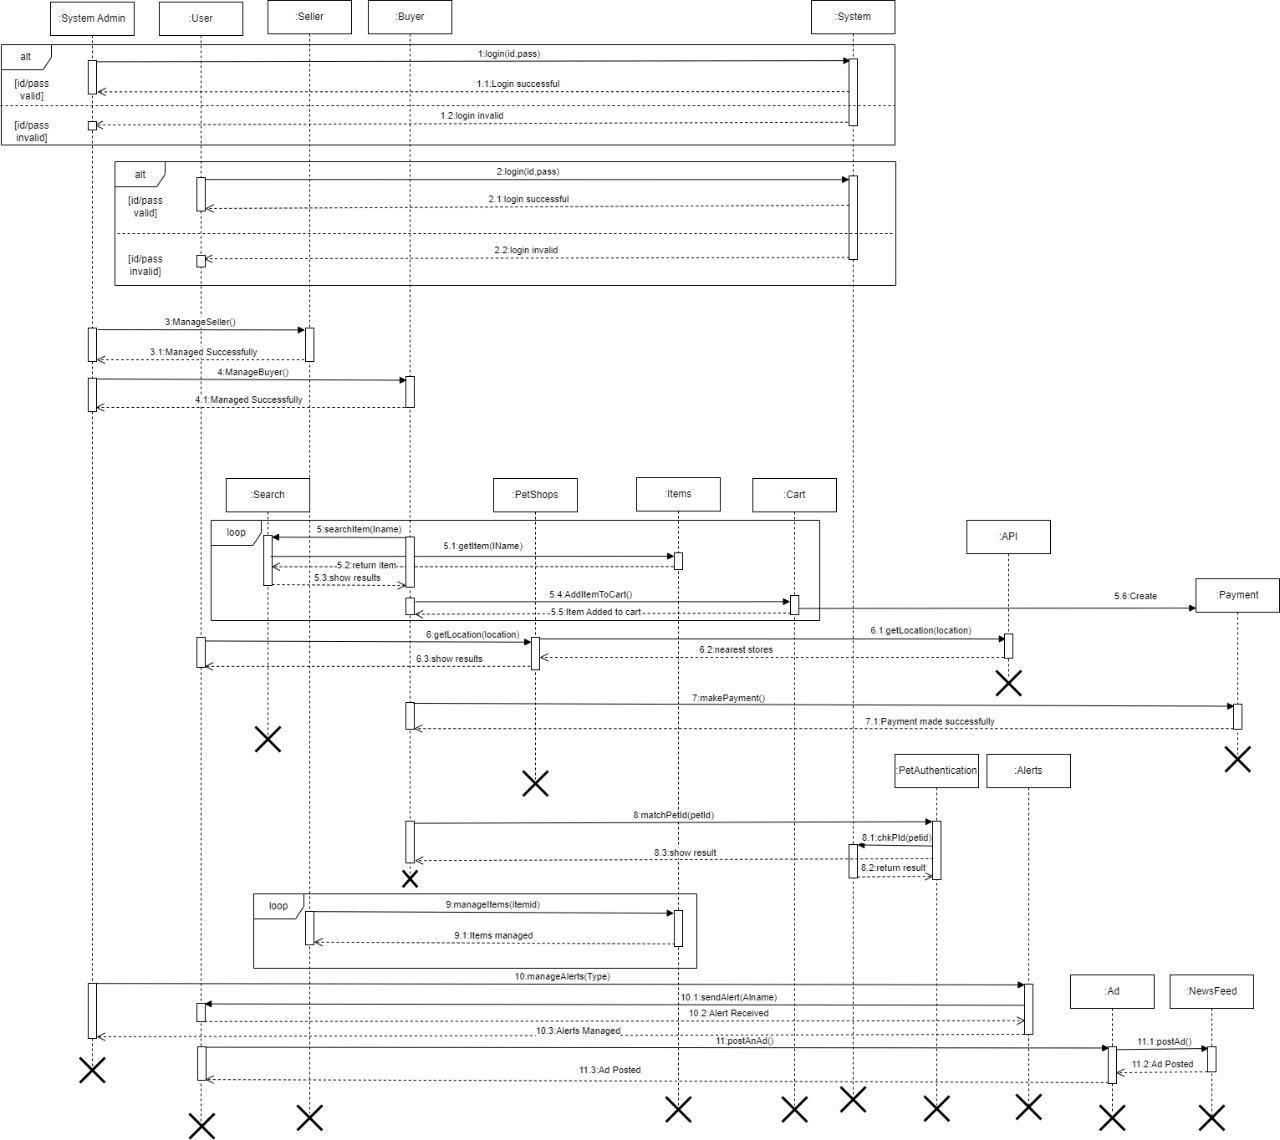 :System Admin
:User
:Seller
:Buyer
:System
alt
1:login(id,pass)
[id/pass
valid]
1.1:Login successful
1.2:login invalid
[id/pass
invalid]
alt
2:login(id,pass)
[id/pass
valid]
2.1:login successful
2.2:login invalid
[id/pass
invalid]
3:ManageSeller()
3.1:Managed Successfully
4:ManageBuyer()
4.1:Managed Successfully
:Search
:PetShops
:Items
:Cart
loop
5:searchItem(Iname)
:API
5.1:getItem(IName)
5.2:return item
5.3:show results
5.4:AddItemToCart()
5.6:Create
:Payment
5.5:Item Added to cart
6:getLocation(location)
6.1:getLocation(location)
6.2:nearest stores
6.3:show results
7:makePayment()
7.1:Payment made successfully
:PetAuthentication
:Alerts
8:matchPetId(petId)
8.1:chkPId(petid)
8.3:show result
8.2:return result
loop
9:manageItems(itemid)
9.1:Items managed
10:manageAlerts(Type)
:Ad
:NewsFeed
10.1:sendAlert(Alname)
10.2:Alert Received
10.3:Alerts Managed
11:postAnAd()
11.1:postAd()
11.2:Ad Posted
11.3:Ad Posted